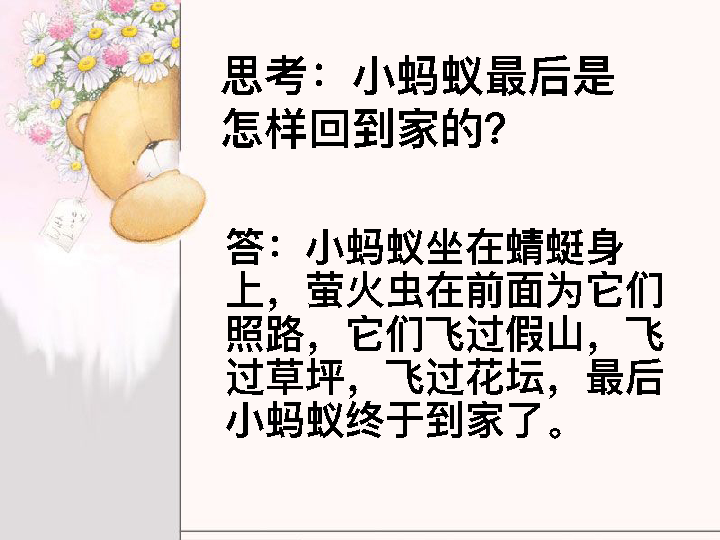 思考：小蚂蚁最后是
怎样回到家的?
答：小蚂蚁坐在蜻蜓身
上，萤火虫在前面为它们
照路，它们飞过假山，飞
过草坪，飞过花坛，最后
小蚂蚁终于到家了。